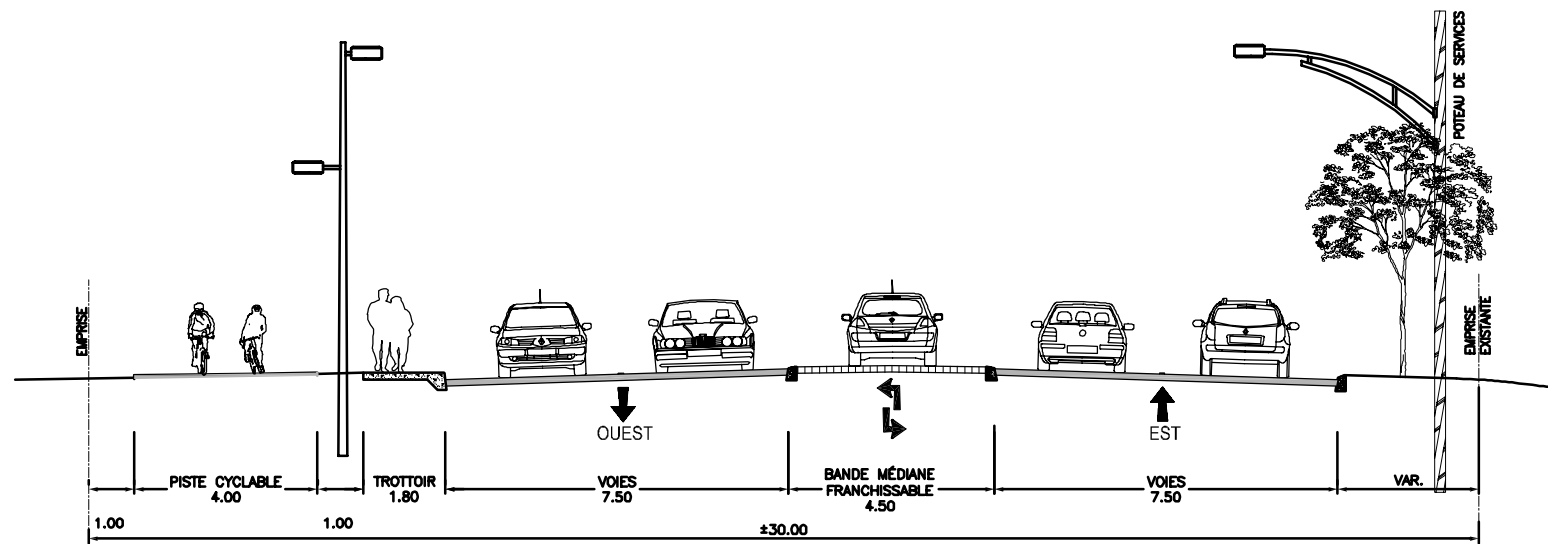 POTEAU DE SERVICES
EMPRISE
EMPRISE
EXISTANTE
OUEST
EST
PISTE CYCLABLE
4.00
TROTTOIR
1.80
VOIES
7.50
BANDE MÉDIANE
FRANCHISSABLE
4.50
VOIES
7.50
VAR.
1.00
1.00
±30.00